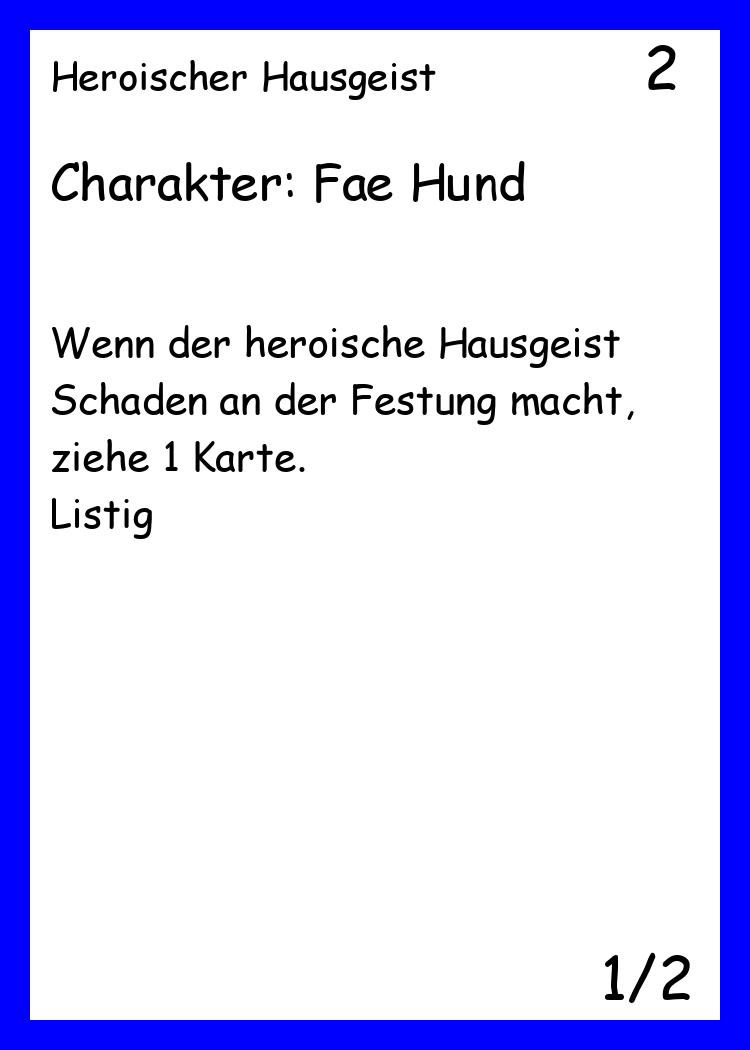 Heroischer Hausgeist 2
Charakter: Fae Hund
Wenn der heroische Hausgeist
Schaden an der Festung macht,
ziehe 1 Karte.
Listig
1/2